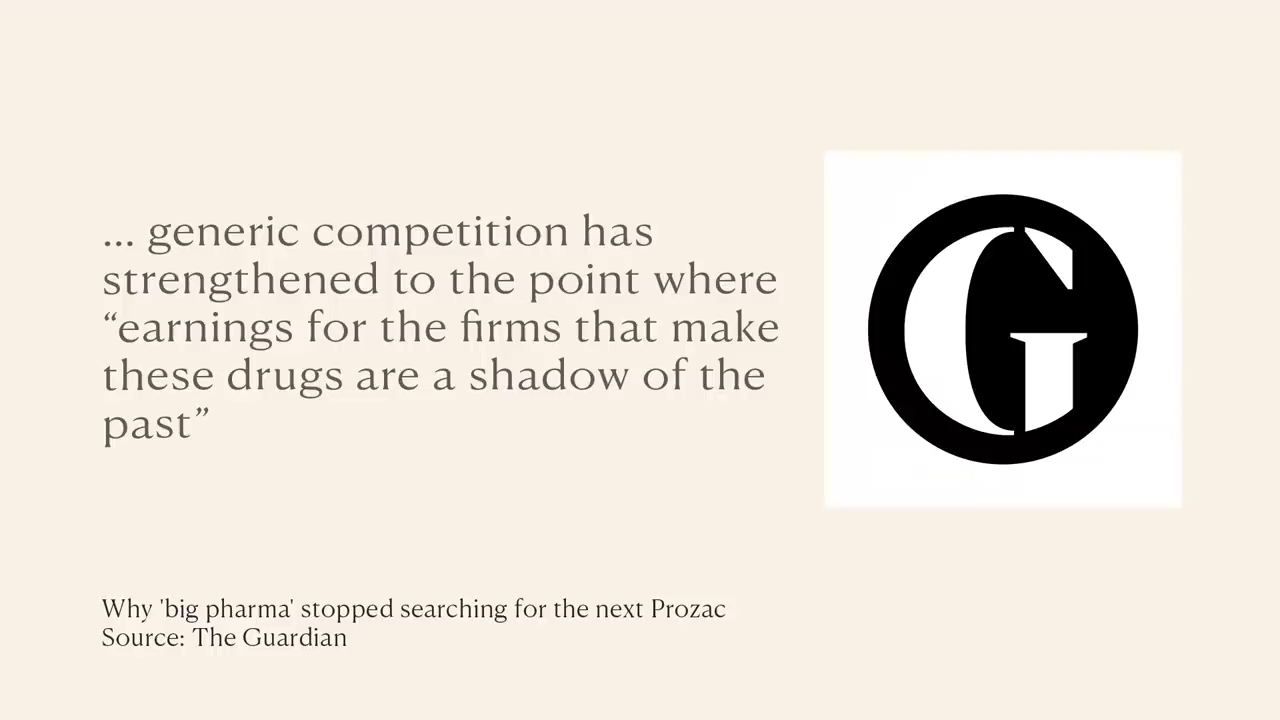 ... generic competition has
strengthened to the point where
“earnings for the firms that make
these drugs are a shadow of the
past”
G
Why 'big pharma' stopped searching for the next Prozac
Source: The Guardian